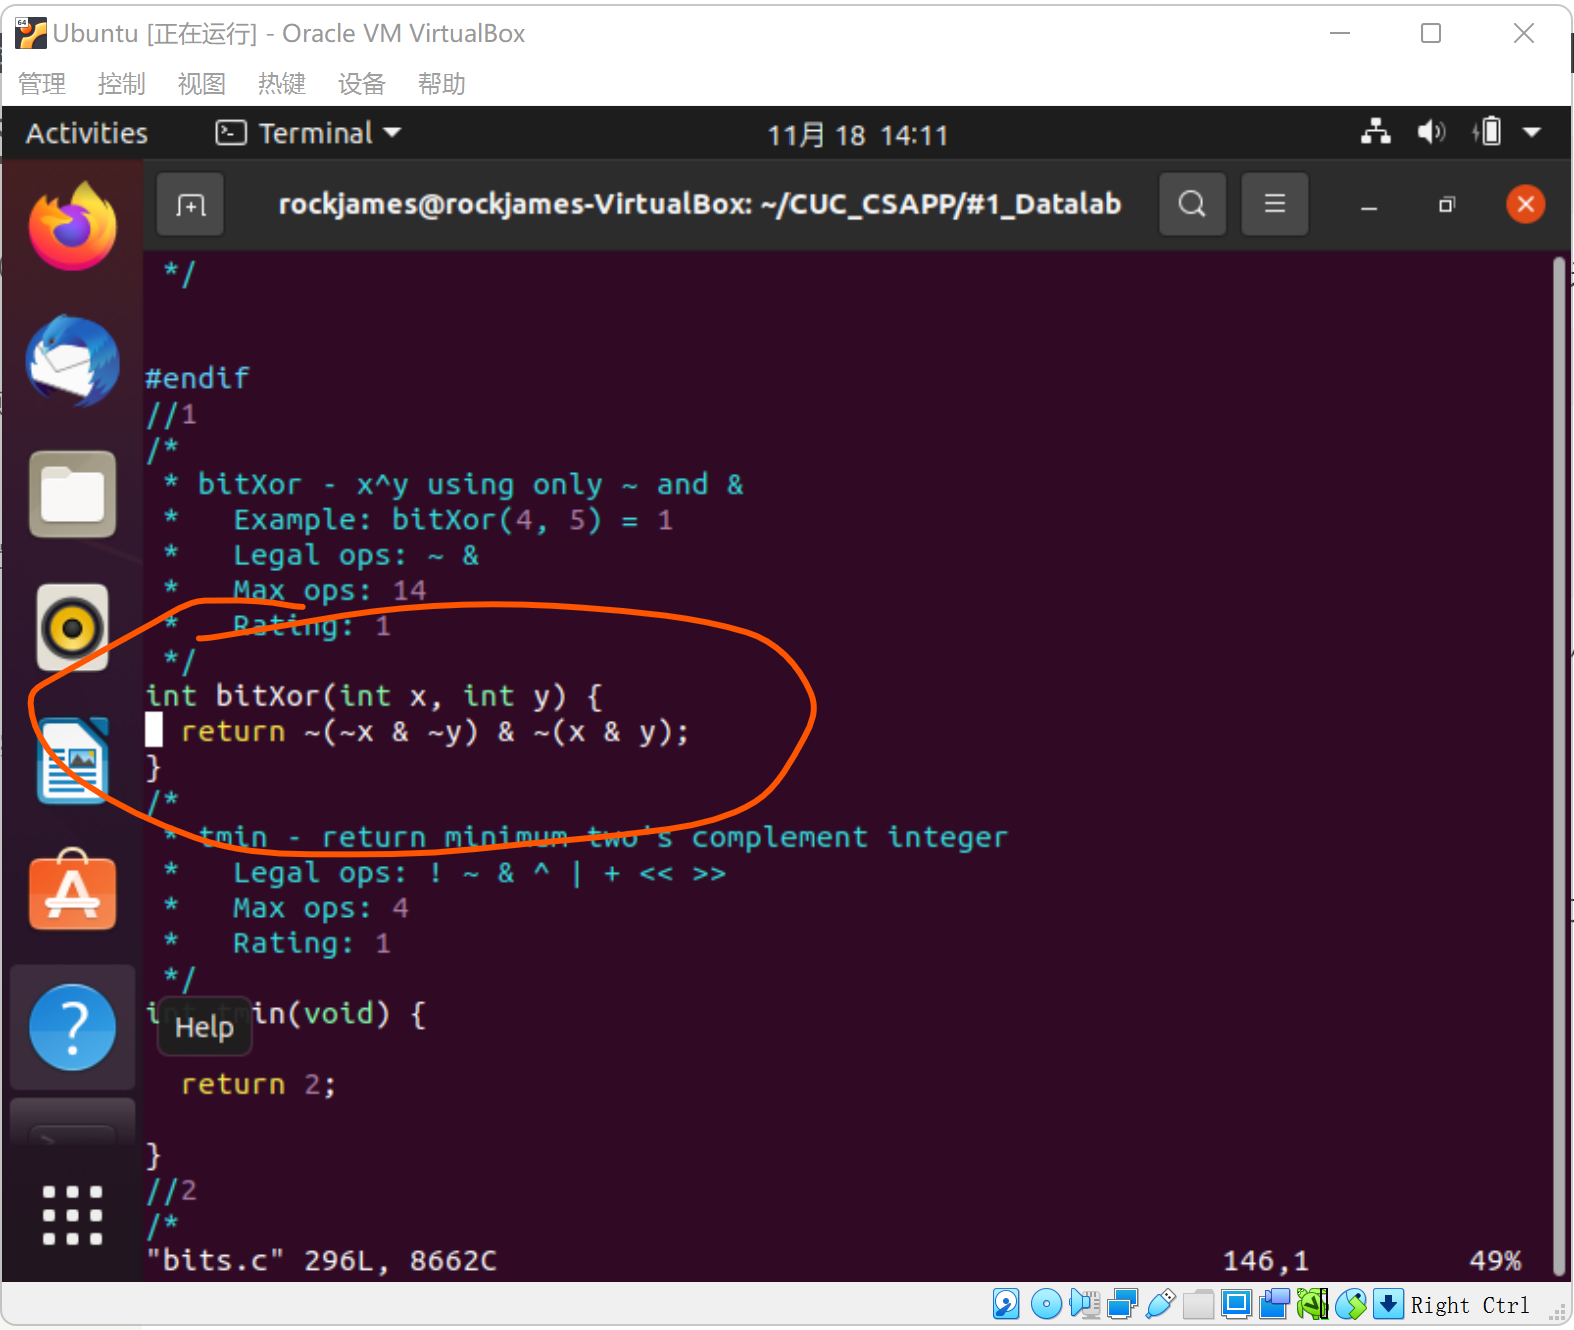 Ubuntu [正在运行] - Oracle VM VirtualBox
管理 控制 视图 热键 设备 帮助
Activities Terminal 11月 18 14:11
rockjames@rockjames-VirtualBox: ~/CUC_CSAPP/#1_Datalab
 */
#endif
//1
/*
 * bitXor - x^y using only ~ and &
 *   Example: bitXor(4, 5) = 1
 *   Legal ops: ~ &
 *   Max ops: 14
 *   Rating: 1
 */
int bitXor(int x, int y) {
  return ~(~x & ~y) & ~(x & y);
}
/*
 * tmin - return minimum two's complement integer
 *   Legal ops: ! ~ & ^ | + << >>
 *   Max ops: 4
 *   Rating: 1
 */
int tmin(void) {
Help
  return 2;
}
//2
/*
"bits.c" 296L, 8662C 146,1 49%
Right Ctrl